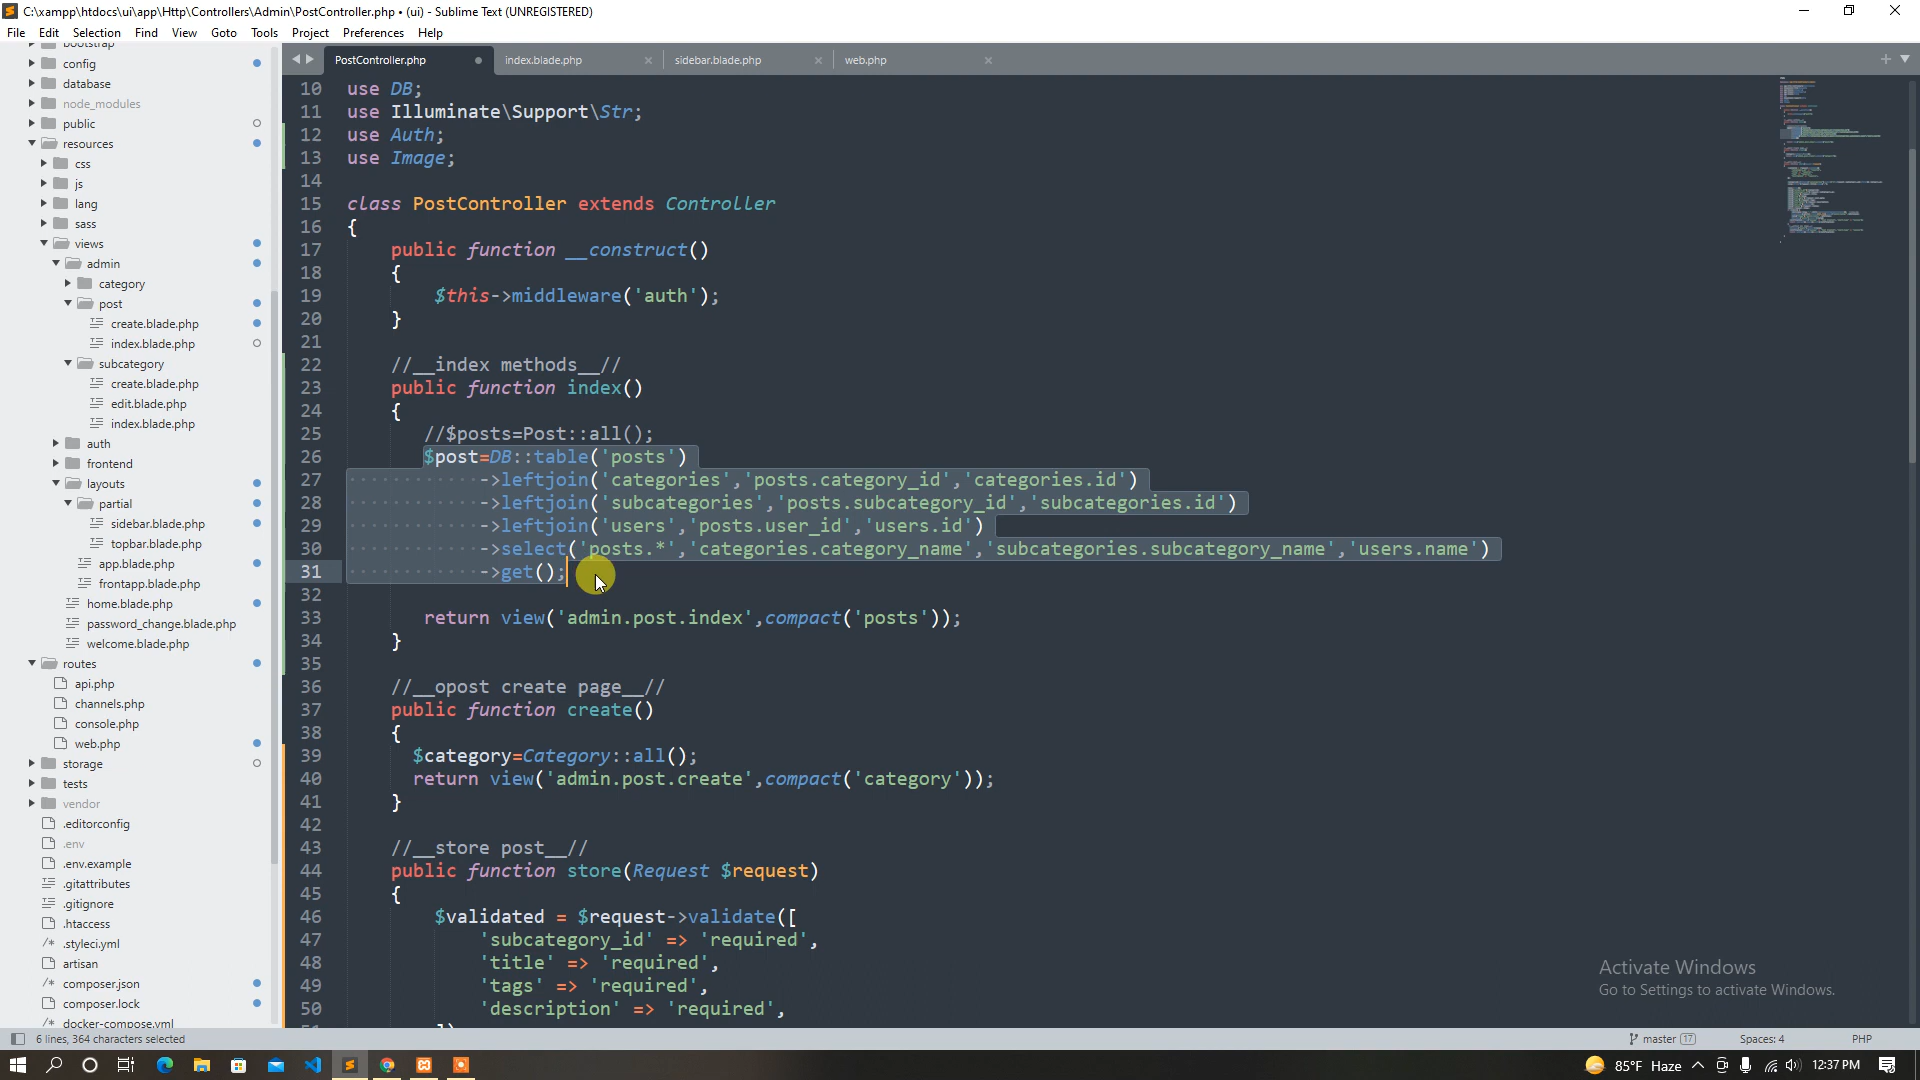 C:\xampp\htdocs\ui\app\Http\Controllers\Admin\PostController.php • (ui) - Sublime Text (UNREGISTERED)
File Edit Selection Find View Goto Tools Project Preferences Help
bootstrap
config
database
node_modules
public
resources
css
js
lang
sass
views
admin
category
post
create.blade.php
index.blade.php
subcategory
create.blade.php
edit.blade.php
index.blade.php
auth
frontend
layouts
partial
sidebar.blade.php
topbar.blade.php
app.blade.php
frontapp.blade.php
home.blade.php
password_change.blade.php
welcome.blade.php
routes
api.php
channels.php
console.php
web.php
storage
tests
vendor
.editorconfig
.env
.env.example
.gitattributes
.gitignore
.htaccess
.styleci.yml
artisan
composer.json
composer.lock
docker-compose.yml
PostController.php index.blade.php sidebar.blade.php web.php
10 use DB;
11 use Illuminate\Support\Str;
12 use Auth;
13 use Image;
14
15 class PostController extends Controller
16 {
17 public function __construct()
18 {
19 $this->middleware('auth');
20 }
21
22 //__index methods__//
23 public function index()
24 {
25 //$posts=Post::all();
26 $post=DB::table('posts')
27 ->leftjoin('categories','posts.category_id','categories.id')
28 ->leftjoin('subcategories','posts.subcategory_id','subcategories.id')
29 ->leftjoin('users','posts.user_id','users.id')
30 ->select('posts.*','categories.category_name','subcategories.subcategory_name','users.name')
31 ->get();
32
33 return view('admin.post.index',compact('posts'));
34 }
35
36 //__opost create page__//
37 public function create()
38 {
39 $category=Category::all();
40 return view('admin.post.create',compact('category'));
41 }
42
43 //__store post__//
44 public function store(Request $request)
45 {
46 $validated = $request->validate([
47 'subcategory_id' => 'required',
48 'title' => 'required',
49 'tags' => 'required',
50 'description' => 'required',
Activate Windows
Go to Settings to activate Windows.
6 lines, 364 characters selected
master 17 Spaces: 4 PHP
85°F Haze 12:37 PM